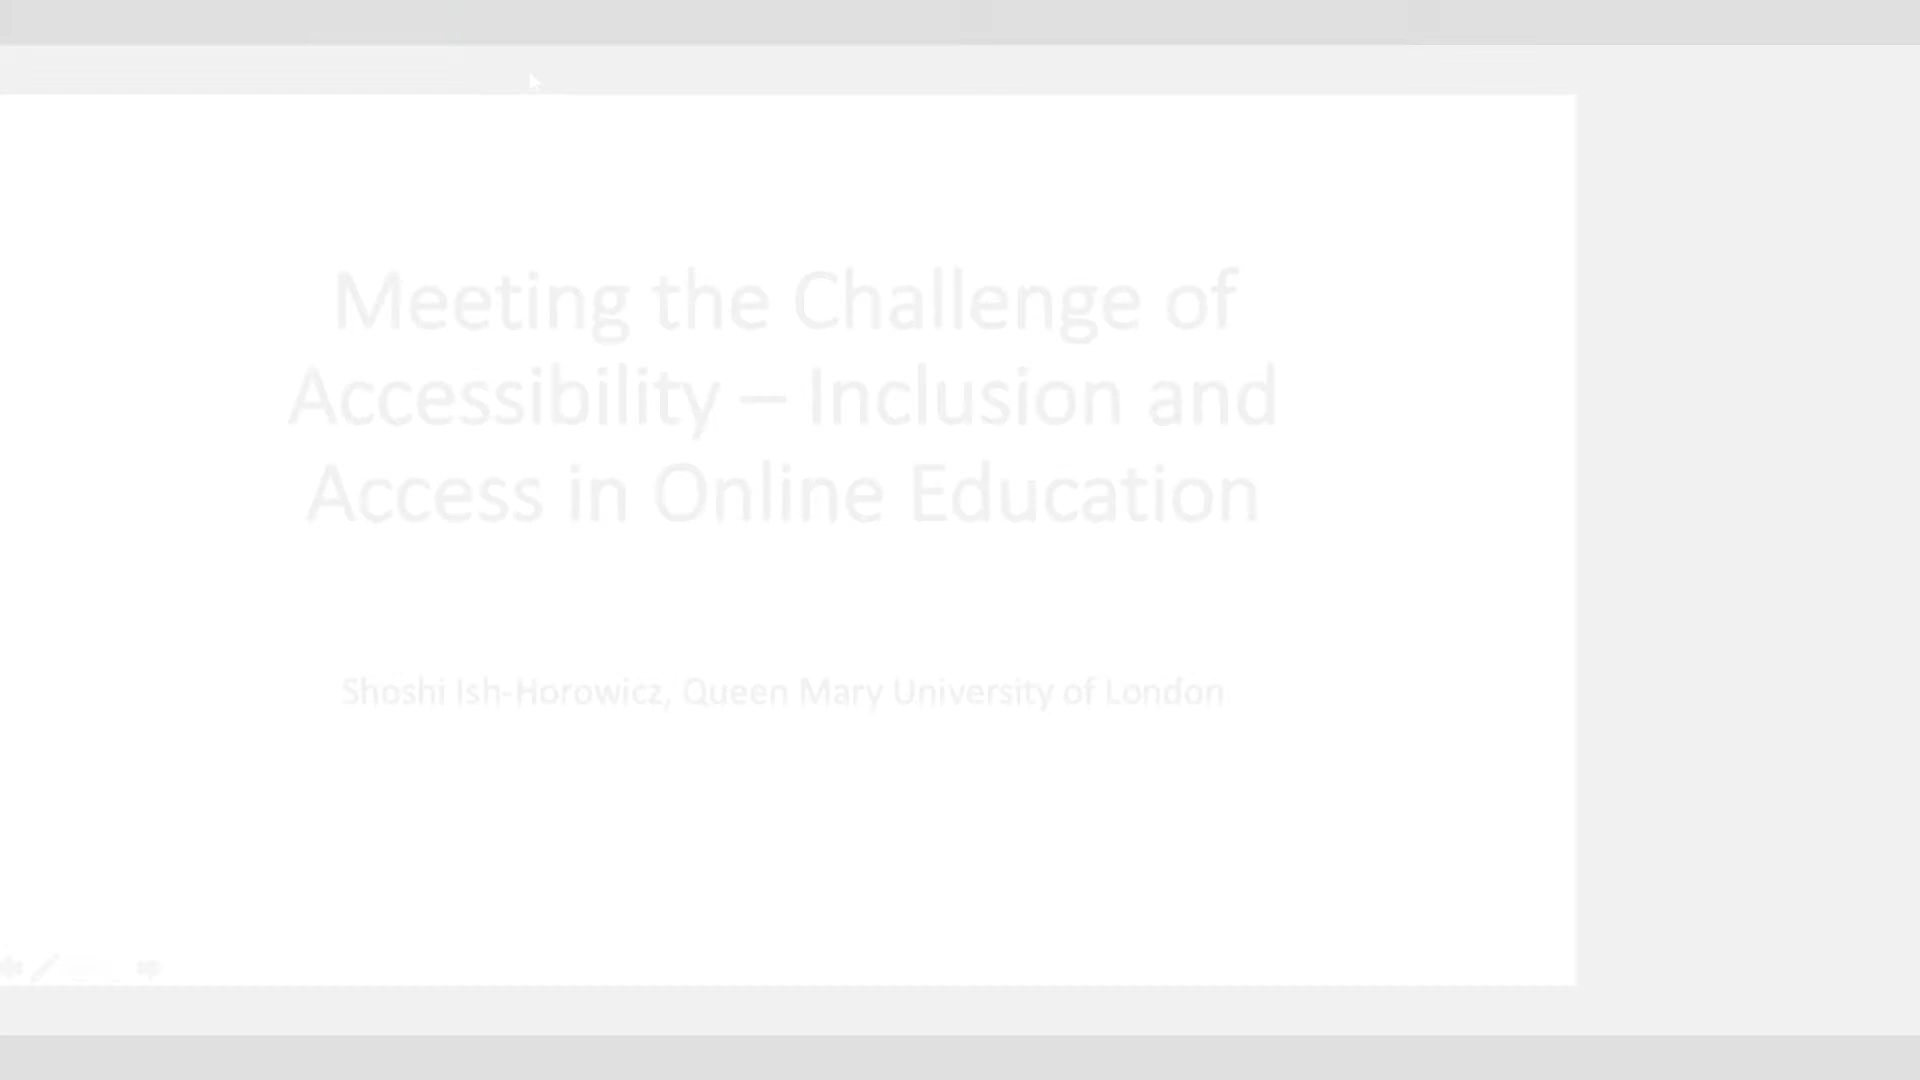 Meeting the Challenge of
Accessibility – Inclusion and
Access in Online Education
Shoshi Ish-Horowicz, Queen Mary University of London